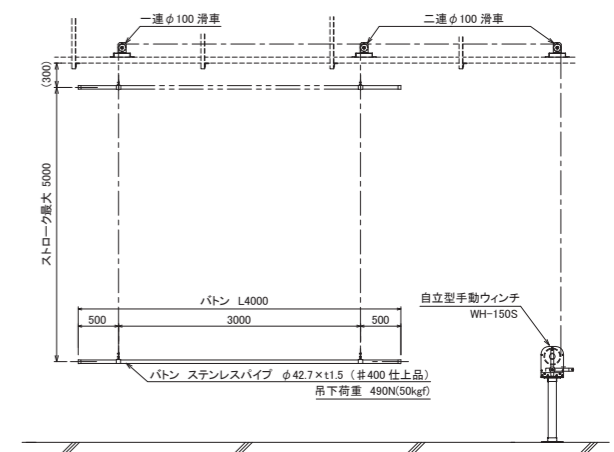 一連φ100 滑車
二連φ100 滑車
(300)
ストローク最大 5000
バトン L4000
500
3000
500
自立型手動ウィンチ
WH-150S
バトン ステンレスパイプ φ42.7×t1.5 (♯400 仕上品)
吊下荷重 490N(50kgf)